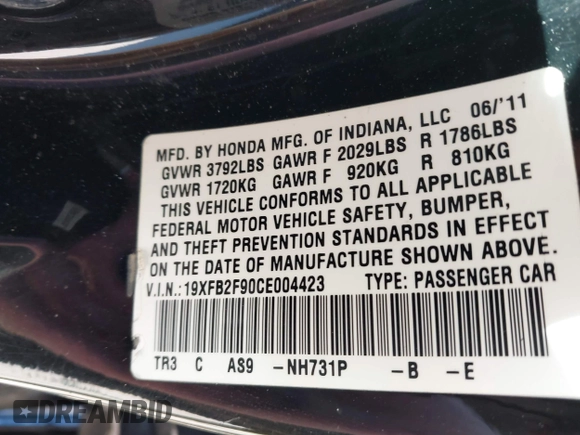 MFD. BY HONDA MFG. OF INDIANA, LLC 06/'11
GVWR 3792LBS GAWR F 2029LBS R 1786LBS
GVWR 1720KG GAWR F 920KG R 810KG
THIS VEHICLE CONFORMS TO ALL APPLICABLE
FEDERAL MOTOR VEHICLE SAFETY, BUMPER,
AND THEFT PREVENTION STANDARDS IN EFFECT
ON THE DATE OF MANUFACTURE SHOWN ABOVE.
V.I.N.:19XFB2F90CE004423 TYPE: PASSENGER CAR
TR3 C AS9 -NH731P -B -E
DREAMBID